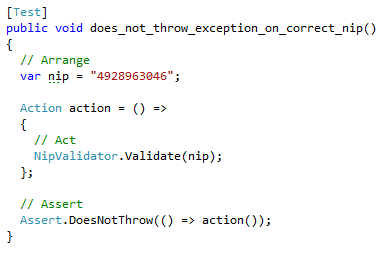 [Test]
public void does_not_throw_exception_on_correct_nip()
{
  // Arrange
  var nip = "4928963046";

  Action action = () =>
  {
    // Act
    NipValidator.Validate(nip);
  };

  // Assert
  Assert.DoesNotThrow(() => action());
}